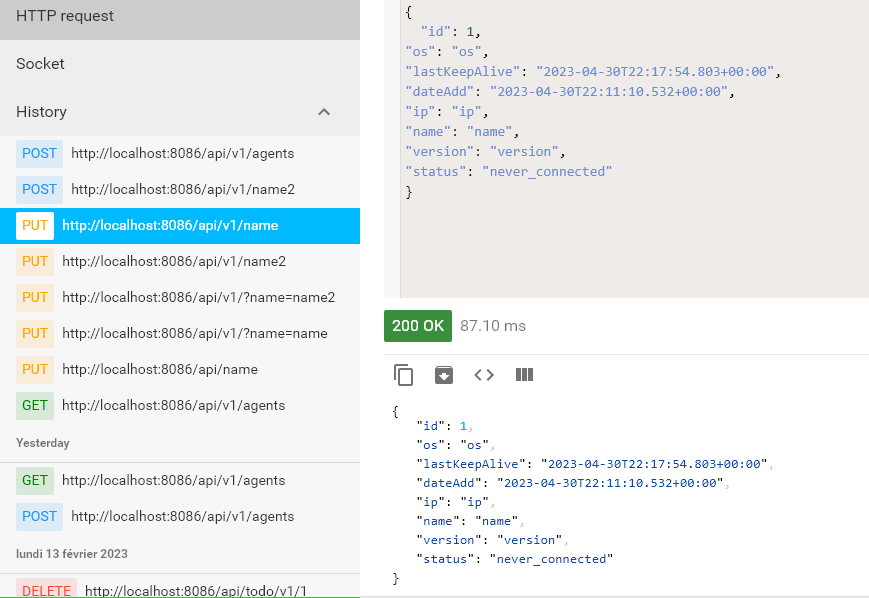 HTTP request
Socket
History
POST http://localhost:8086/api/v1/agents
POST http://localhost:8086/api/v1/name2
PUT http://localhost:8086/api/v1/name
PUT http://localhost:8086/api/v1/name2
PUT http://localhost:8086/api/v1/?name=name2
PUT http://localhost:8086/api/v1/?name=name
PUT http://localhost:8086/api/name
GET http://localhost:8086/api/v1/agents
Yesterday
GET http://localhost:8086/api/v1/agents
POST http://localhost:8086/api/v1/agents
lundi 13 février 2023
DELETE http://localhost:8086/api/todo/v1/1
{
"id": 1,
"os": "os",
"lastKeepAlive": "2023-04-30T22:17:54.803+00:00",
"dateAdd": "2023-04-30T22:11:10.532+00:00",
"ip": "ip",
"name": "name",
"version": "version",
"status": "never_connected"
}
200 OK 87.10 ms
{
"id": 1,
"os": "os",
"lastKeepAlive": "2023-04-30T22:17:54.803+00:00",
"dateAdd": "2023-04-30T22:11:10.532+00:00",
"ip": "ip",
"name": "name",
"version": "version",
"status": "never_connected"
}